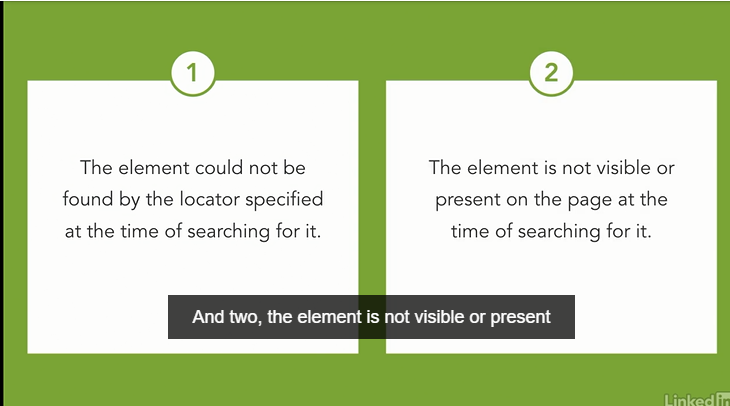 1
The element could not be
found by the locator specified
at the time of searching for it.
2
The element is not visible or
present on the page at the
time of searching for it.
And two, the element is not visible or present
Linked in